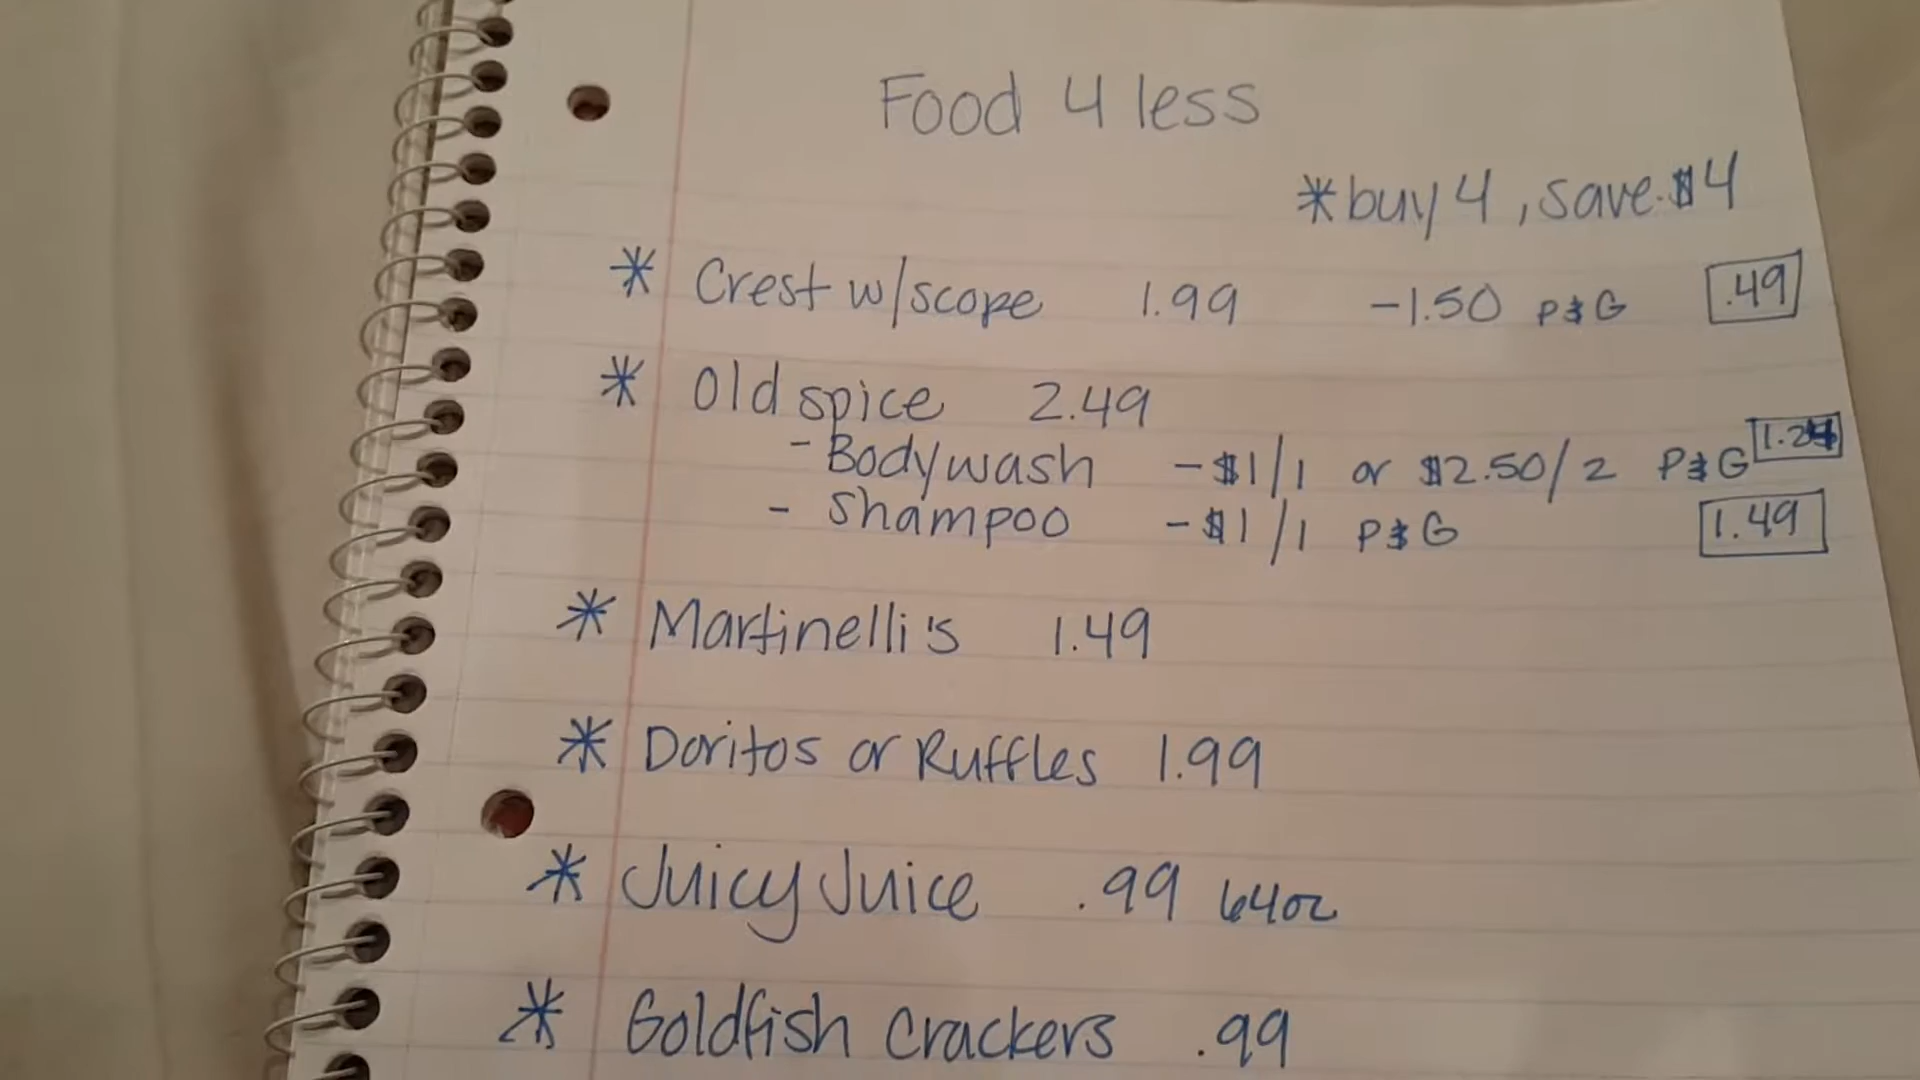 Food 4 less
*buy 4, save $4
* Crest w/scope 1.99 -1.50 P&G .49
* Old spice 2.49
- Bodywash -$1/1 or $2.50/2 P&G 1.24
- Shampoo -$1/1 P&G 1.49
* Martinelli's 1.49
* Doritos or Ruffles 1.99
* Juicy Juice .99 64oz
* Goldfish Crackers .99